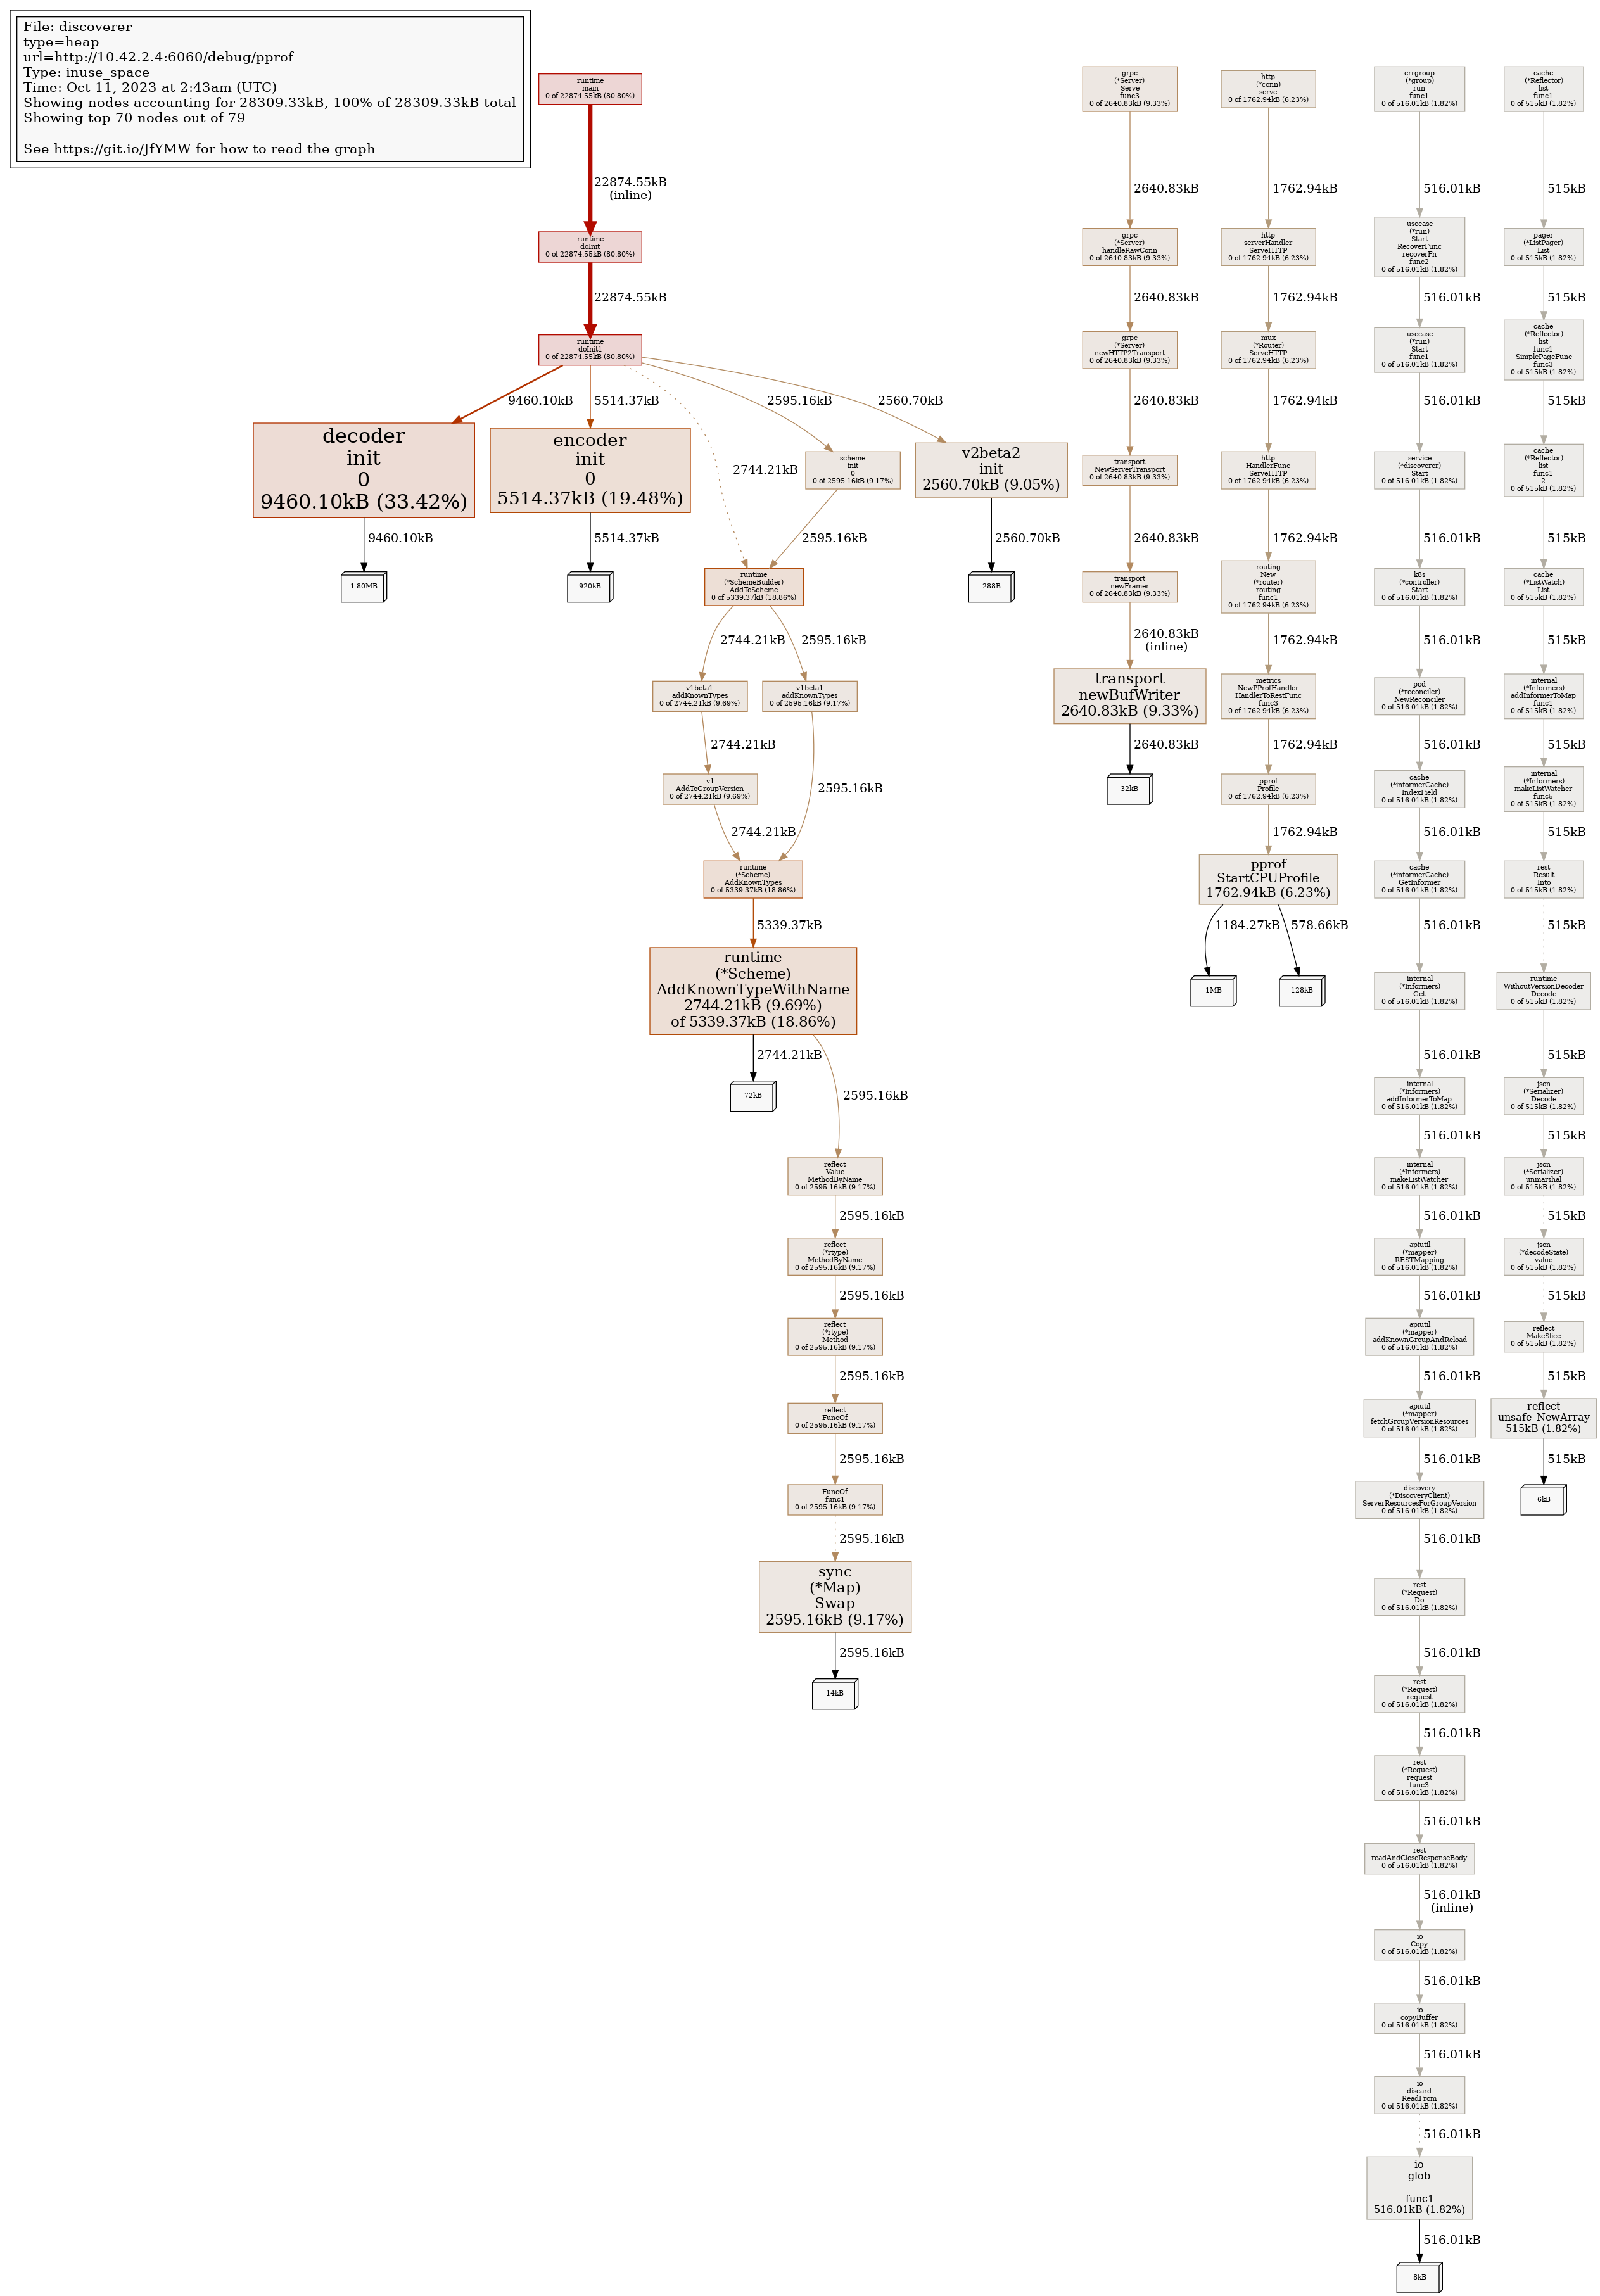 File: discoverer
type=heap
url=http://10.42.2.4:6060/debug/pprof
Type: inuse_space
Time: Oct 11, 2023 at 2:43am (UTC)
Showing nodes accounting for 28309.33kB, 100% of 28309.33kB total
Showing top 70 nodes out of 79
See https://git.io/JfYMW for how to read the graph
runtime
main
0 of 22874.55kB (80.80%)
22874.55kB
(inline)
runtime
doInit
0 of 22874.55kB (80.80%)
22874.55kB
runtime
doInit1
0 of 22874.55kB (80.80%)
9460.10kB
5514.37kB
2744.21kB
2595.16kB
2560.70kB
decoder
init
0
9460.10kB (33.42%)
9460.10kB
1.80MB
encoder
init
0
5514.37kB (19.48%)
5514.37kB
920kB
scheme
init
0
0 of 2595.16kB (9.17%)
2595.16kB
v2beta2
init
2560.70kB (9.05%)
2560.70kB
288B
runtime
(*SchemeBuilder)
AddToScheme
0 of 5339.37kB (18.86%)
2744.21kB
2595.16kB
v1beta1
addKnownTypes
0 of 2744.21kB (9.69%)
2744.21kB
v1beta1
addKnownTypes
0 of 2595.16kB (9.17%)
2595.16kB
v1
AddToGroupVersion
0 of 2744.21kB (9.69%)
2744.21kB
runtime
(*Scheme)
AddKnownTypes
0 of 5339.37kB (18.86%)
5339.37kB
runtime
(*Scheme)
AddKnownTypeWithName
2744.21kB (9.69%)
of 5339.37kB (18.86%)
2744.21kB
72kB
2595.16kB
reflect
Value
MethodByName
0 of 2595.16kB (9.17%)
2595.16kB
reflect
(*rtype)
MethodByName
0 of 2595.16kB (9.17%)
2595.16kB
reflect
(*rtype)
Method
0 of 2595.16kB (9.17%)
2595.16kB
reflect
FuncOf
0 of 2595.16kB (9.17%)
2595.16kB
FuncOf
func1
0 of 2595.16kB (9.17%)
2595.16kB
sync
(*Map)
Swap
2595.16kB (9.17%)
2595.16kB
14kB
grpc
(*Server)
Serve
func3
0 of 2640.83kB (9.33%)
2640.83kB
grpc
(*Server)
handleRawConn
0 of 2640.83kB (9.33%)
2640.83kB
grpc
(*Server)
newHTTP2Transport
0 of 2640.83kB (9.33%)
2640.83kB
transport
NewServerTransport
0 of 2640.83kB (9.33%)
2640.83kB
transport
newFramer
0 of 2640.83kB (9.33%)
2640.83kB
(inline)
transport
newBufWriter
2640.83kB (9.33%)
2640.83kB
32kB
http
(*conn)
serve
0 of 1762.94kB (6.23%)
1762.94kB
http
serverHandler
ServeHTTP
0 of 1762.94kB (6.23%)
1762.94kB
mux
(*Router)
ServeHTTP
0 of 1762.94kB (6.23%)
1762.94kB
http
HandlerFunc
ServeHTTP
0 of 1762.94kB (6.23%)
1762.94kB
routing
New
(*router)
routing
func1
0 of 1762.94kB (6.23%)
1762.94kB
metrics
NewPProfHandler
HandlerToRestFunc
func3
0 of 1762.94kB (6.23%)
1762.94kB
pprof
Profile
0 of 1762.94kB (6.23%)
1762.94kB
pprof
StartCPUProfile
1762.94kB (6.23%)
1184.27kB
578.66kB
1MB
128kB
errgroup
(*group)
run
func1
0 of 516.01kB (1.82%)
516.01kB
usecase
(*run)
Start
RecoverFunc
recoverFn
func2
0 of 516.01kB (1.82%)
516.01kB
usecase
(*run)
Start
func1
0 of 516.01kB (1.82%)
516.01kB
service
(*discoverer)
Start
0 of 516.01kB (1.82%)
516.01kB
k8s
(*controller)
Start
0 of 516.01kB (1.82%)
516.01kB
pod
(*reconciler)
NewReconciler
0 of 516.01kB (1.82%)
516.01kB
cache
(*informerCache)
IndexField
0 of 516.01kB (1.82%)
516.01kB
cache
(*informerCache)
GetInformer
0 of 516.01kB (1.82%)
516.01kB
internal
(*Informers)
Get
0 of 516.01kB (1.82%)
516.01kB
internal
(*Informers)
addInformerToMap
0 of 516.01kB (1.82%)
516.01kB
internal
(*Informers)
makeListWatcher
0 of 516.01kB (1.82%)
516.01kB
apiutil
(*mapper)
RESTMapping
0 of 516.01kB (1.82%)
516.01kB
apiutil
(*mapper)
addKnownGroupAndReload
0 of 516.01kB (1.82%)
516.01kB
apiutil
(*mapper)
fetchGroupVersionResources
0 of 516.01kB (1.82%)
516.01kB
discovery
(*DiscoveryClient)
ServerResourcesForGroupVersion
0 of 516.01kB (1.82%)
516.01kB
rest
(*Request)
Do
0 of 516.01kB (1.82%)
516.01kB
rest
(*Request)
request
0 of 516.01kB (1.82%)
516.01kB
rest
(*Request)
request
func3
0 of 516.01kB (1.82%)
516.01kB
rest
readAndCloseResponseBody
0 of 516.01kB (1.82%)
516.01kB
(inline)
io
Copy
0 of 516.01kB (1.82%)
516.01kB
io
copyBuffer
0 of 516.01kB (1.82%)
516.01kB
io
discard
ReadFrom
0 of 516.01kB (1.82%)
516.01kB
io
glob
func1
516.01kB (1.82%)
516.01kB
8kB
cache
(*Reflector)
list
func1
0 of 515kB (1.82%)
515kB
pager
(*ListPager)
List
0 of 515kB (1.82%)
515kB
cache
(*Reflector)
list
func1
SimplePageFunc
func3
0 of 515kB (1.82%)
515kB
cache
(*Reflector)
list
func1
2
0 of 515kB (1.82%)
515kB
cache
(*ListWatch)
List
0 of 515kB (1.82%)
515kB
internal
(*Informers)
addInformerToMap
func1
0 of 515kB (1.82%)
515kB
internal
(*Informers)
makeListWatcher
func5
0 of 515kB (1.82%)
515kB
rest
Result
Into
0 of 515kB (1.82%)
515kB
runtime
WithoutVersionDecoder
Decode
0 of 515kB (1.82%)
515kB
json
(*Serializer)
Decode
0 of 515kB (1.82%)
515kB
json
(*Serializer)
unmarshal
0 of 515kB (1.82%)
515kB
json
(*decodeState)
value
0 of 515kB (1.82%)
515kB
reflect
MakeSlice
0 of 515kB (1.82%)
515kB
reflect
unsafe_NewArray
515kB (1.82%)
515kB
6kB